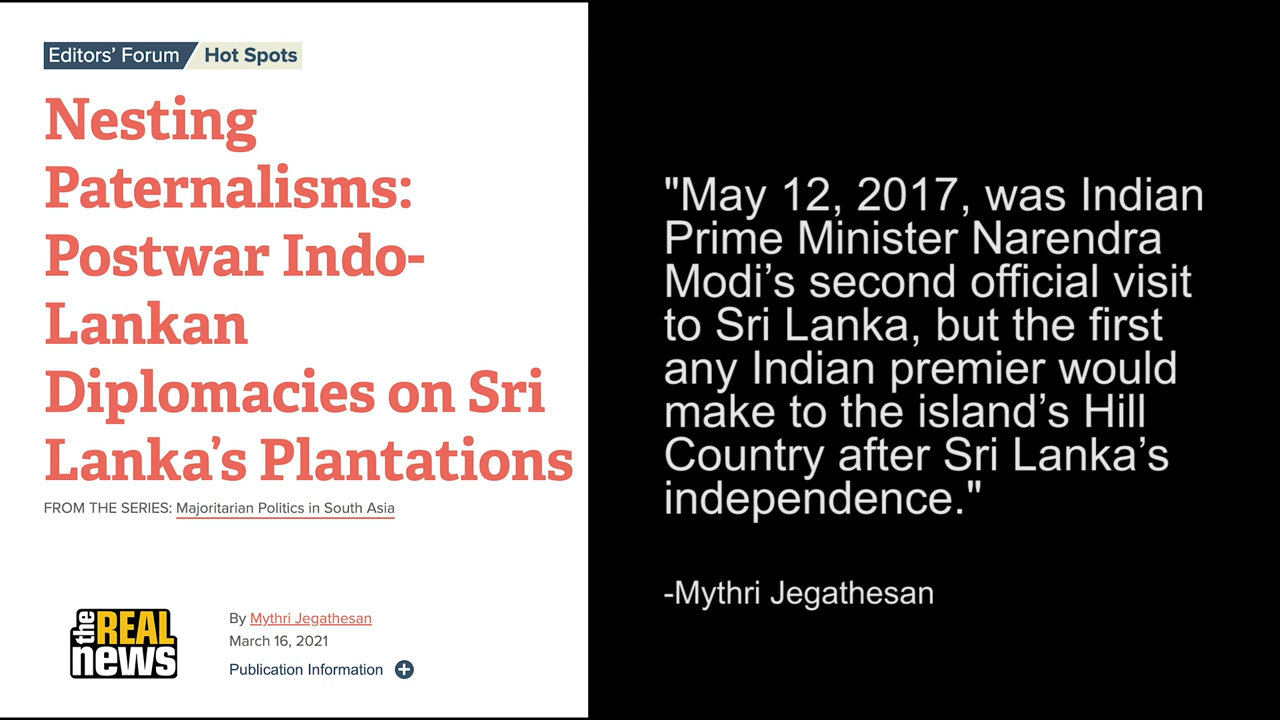 Editors’ Forum Hot Spots
Nesting
Paternalisms:
Postwar Indo-
Lankan
Diplomacies on Sri
Lanka’s Plantations
FROM THE SERIES: Majoritarian Politics in South Asia
the REAL
news
By Mythri Jegathesan
March 16, 2021
Publication Information
"May 12, 2017, was Indian
Prime Minister Narendra
Modi’s second official visit
to Sri Lanka, but the first
any Indian premier would
make to the island’s Hill
Country after Sri Lanka’s
independence."
-Mythri Jegathesan